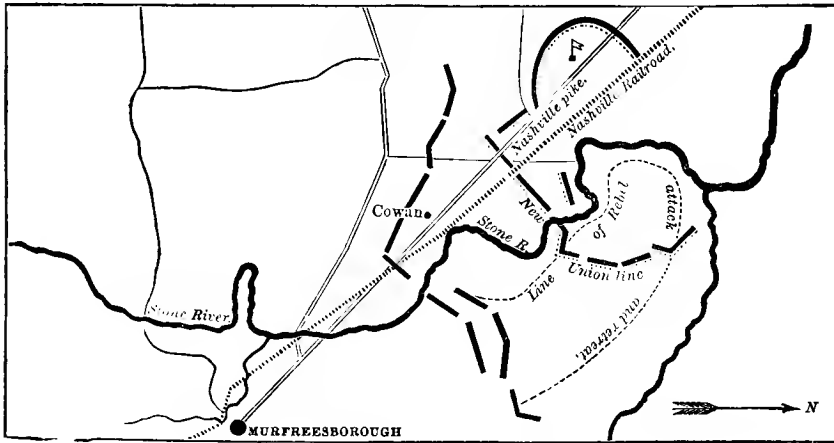 Nashville pike.
Nashville Railroad.
Cowan
New
Stone R.
Line
of Rebel
attack
Union line
and retreat.
Stone River.
MURFREESBOROUGH
N